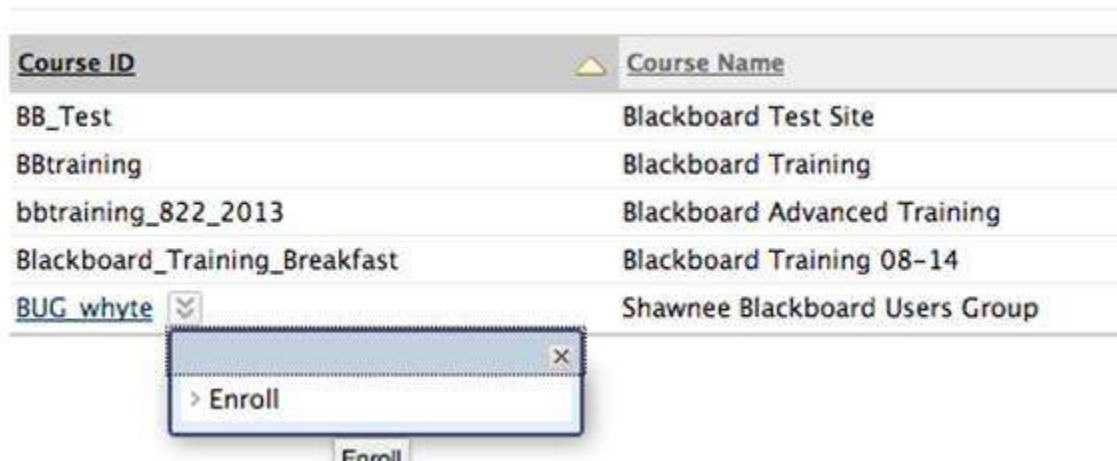 Course ID Course Name
BB_Test Blackboard Test Site
BBtraining Blackboard Training
bbtraining_822_2013 Blackboard Advanced Training
Blackboard_Training_Breakfast Blackboard Training 08-14
BUG_whyte Shawnee Blackboard Users Group
> Enroll
Enroll